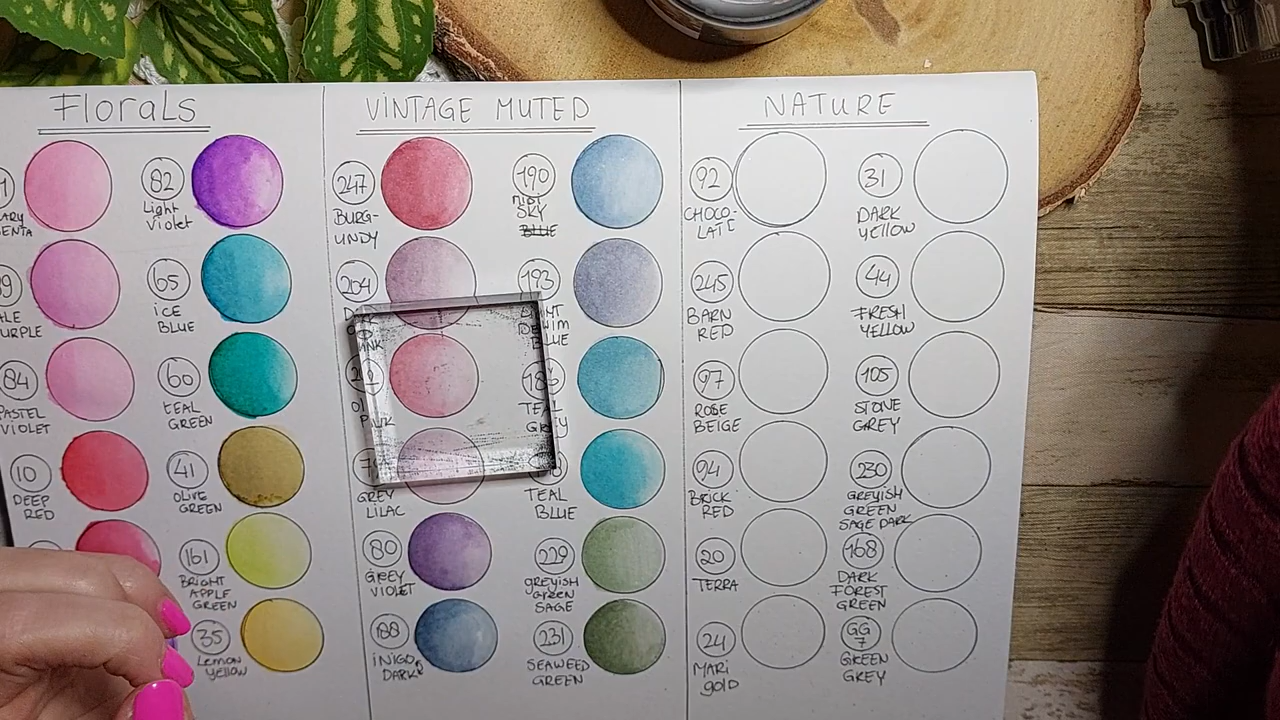 Florals
82
Light
Violet
65
ICE
BLUE
84
PASTEL
VIOLET
60
TEAL
GREEN
10
DEEP
RED
41
OLIVE
GREEN
161
BRIGHT
APPLE
GREEN
35
LEMON
YELLOW
VINTAGE MUTED
247
BURG-
UNDY
190
SKY
BLUE
204
193
BLUE
GREY
LILAC
TEAL
BLUE
80
GREY
VIOLET
229
greyish
green
SAGE
188
iNiGO
DARK
231
SEAWEED
GREEN
NATURE
92
CHOCO-
LATE
31
DARK
YELLOW
245
BARN
RED
44
FRESH
YELLOW
97
ROSE
BEIGE
105
STONE
GREY
94
BRICK
RED
230
GREYISH
GREEN
SAGE DARK
20
TERRA
168
DARK
FOREST
GREEN
24
MARi
gOlD
GG
7
GREEN
GREY